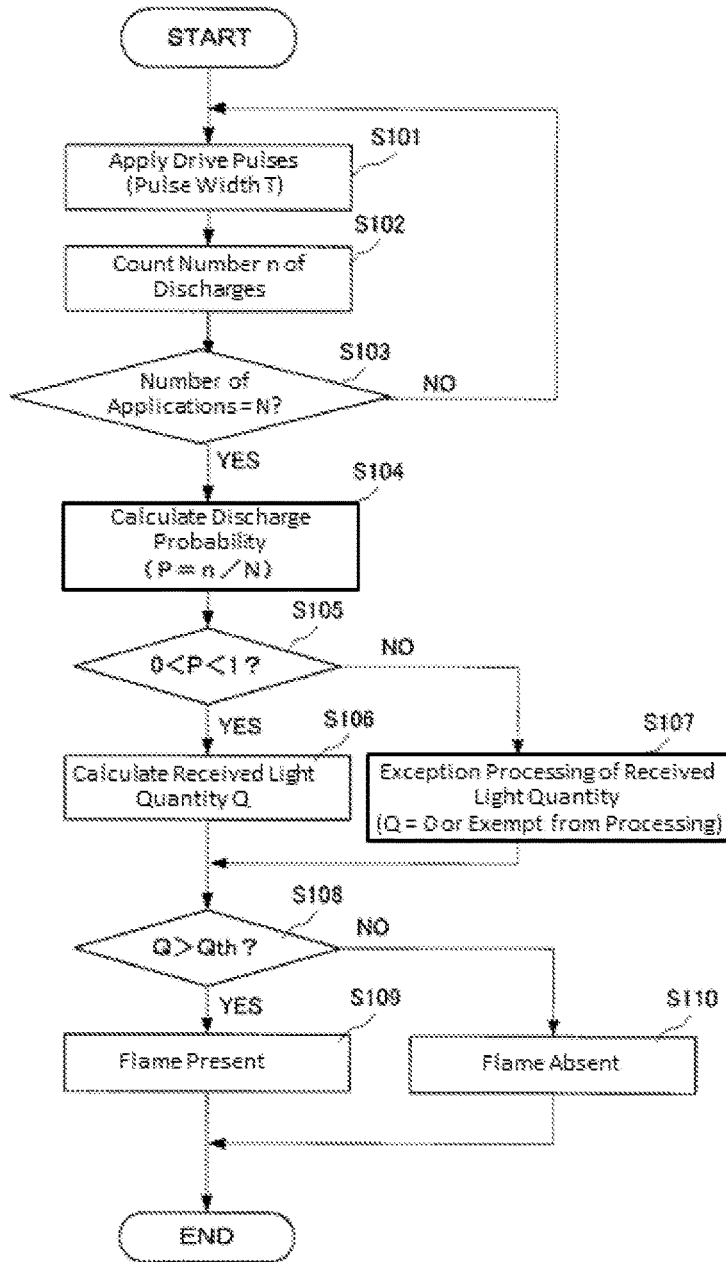 START
S101
Apply Drive Pulses
(Pulse Width T)
S102
Count Number n of
Discharges
S103
Number of
Applications=N?
NO
YES
S104
Calculate Discharge
Probability
(P=n/N)
S105
0<P<1?
NO
YES
S106
Calculate Received Light
Quantity Q
S107
Exception Processing of Received
Light Quantity
(Q = 0 or Exempt from Processing)
S108
Q>Qth?
NO
YES
S109
Flame Present
S110
Flame Absent
END